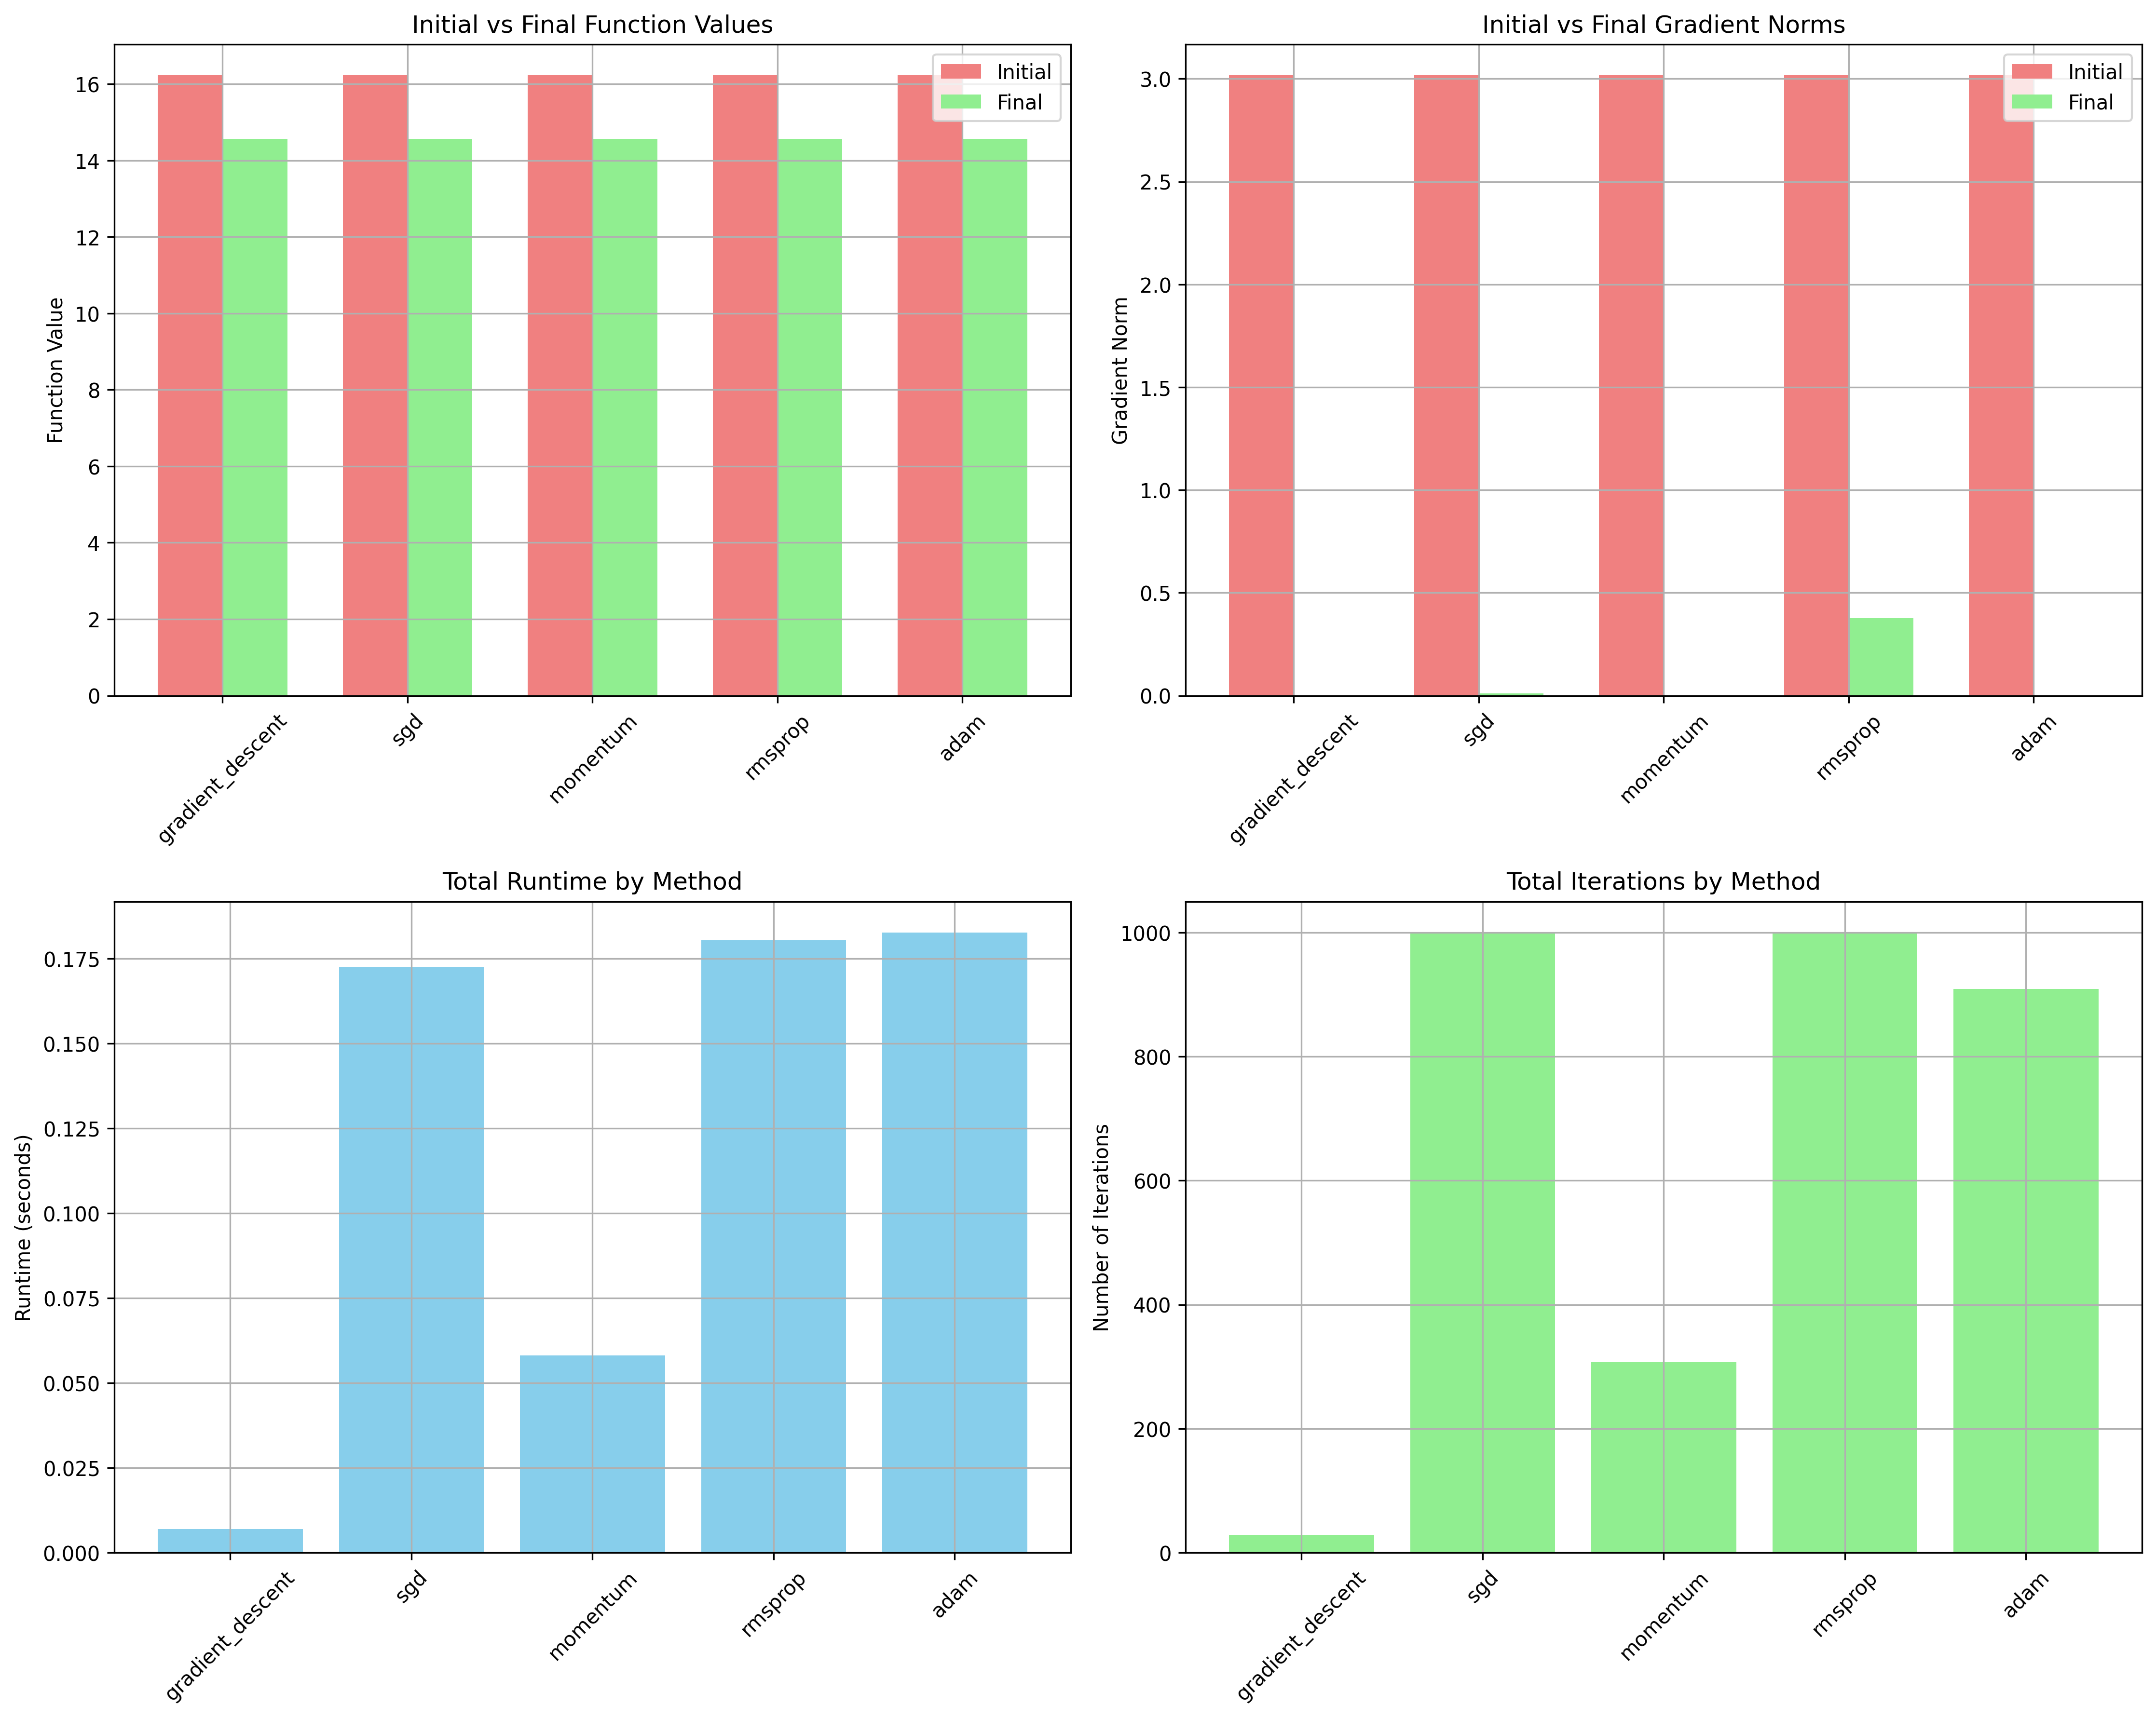 Initial vs Final Function Values
Function Value
16
14
12
10
8
6
4
2
0
Initial
Final
gradient_descent
sgd
momentum
rmsprop
adam
Initial vs Final Gradient Norms
Gradient Norm
3.0
2.5
2.0
1.5
1.0
0.5
0.0
Initial
Final
gradient_descent
sgd
momentum
rmsprop
adam
Total Runtime by Method
Runtime (seconds)
0.175
0.150
0.125
0.100
0.075
0.050
0.025
0.000
gradient_descent
sgd
momentum
rmsprop
adam
Total Iterations by Method
Number of Iterations
1000
800
600
400
200
0
gradient_descent
sgd
momentum
rmsprop
adam